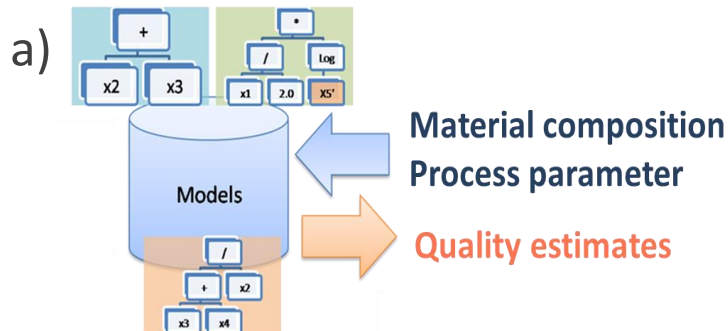 a)
+
x2 x3
*
/ Log
x1 2.0 X5'
Models
Material composition
Process parameter
Quality estimates
/
+ x2
x3 x4